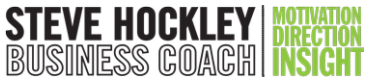 STEVE HOCKLEY
BUSINESS COACH
MOTIVATION
DIRECTION
INSIGHT